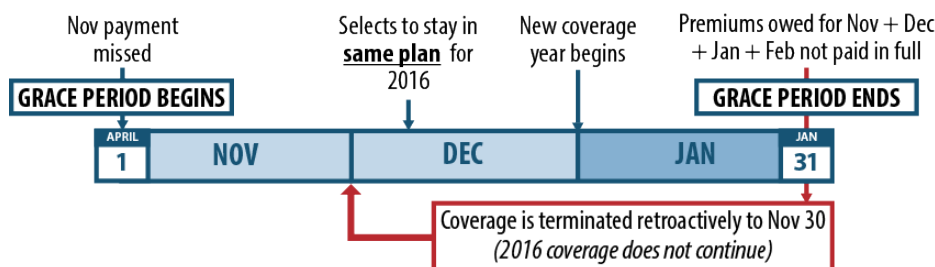 Nov payment
missed
Selects to stay in
same plan for
2016
New coverage
year begins
Premiums owed for Nov + Dec
+ Jan + Feb not paid in full
GRACE PERIOD BEGINS
GRACE PERIOD ENDS
APRIL
1
NOV
DEC
JAN
JAN
31
Coverage is terminated retroactively to Nov 30
(2016 coverage does not continue)